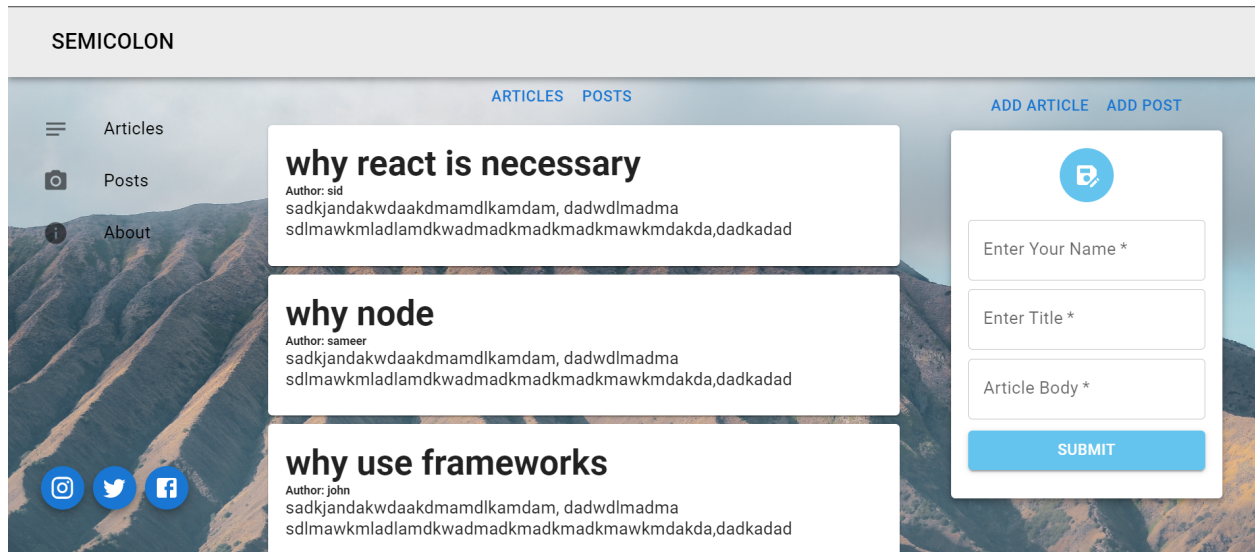 SEMICOLON
Articles
Posts
About
ARTICLES POSTS
why react is necessary
Author: sid
sadkjandakwdaakdmamdlkamdam, dadwdlmadma
sdlmawkmladlamdkwadmadkmadkmadkmawkmdakda,dadkadad
why node
Author: sameer
sadkjandakwdaakdmamdlkamdam, dadwdlmadma
sdlmawkmladlamdkwadmadkmadkmadkmawkmdakda,dadkadad
why use frameworks
Author: john
sadkjandakwdaakdmamdlkamdam, dadwdlmadma
sdlmawkmladlamdkwadmadkmadkmadkmawkmdakda,dadkadad
ADD ARTICLE ADD POST
Enter Your Name *
Enter Title *
Article Body *
SUBMIT